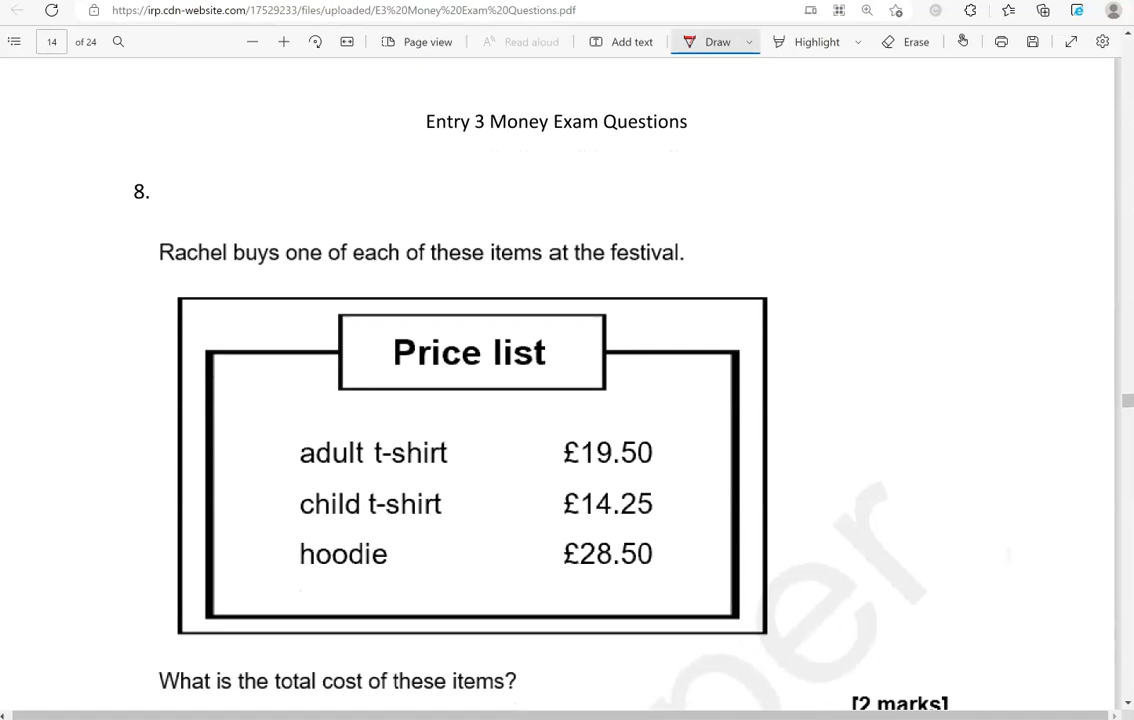 https://irp.cdn-website.com/17529233/files/uploaded/E3%20Money%20Exam%20Questions.pdf
14 of 24 Page view Read aloud Add text Draw Highlight Erase
Entry 3 Money Exam Questions
8.
Rachel buys one of each of these items at the festival.
Price list
adult t-shirt £19.50
child t-shirt £14.25
hoodie £28.50
What is the total cost of these items?
[2 marks]